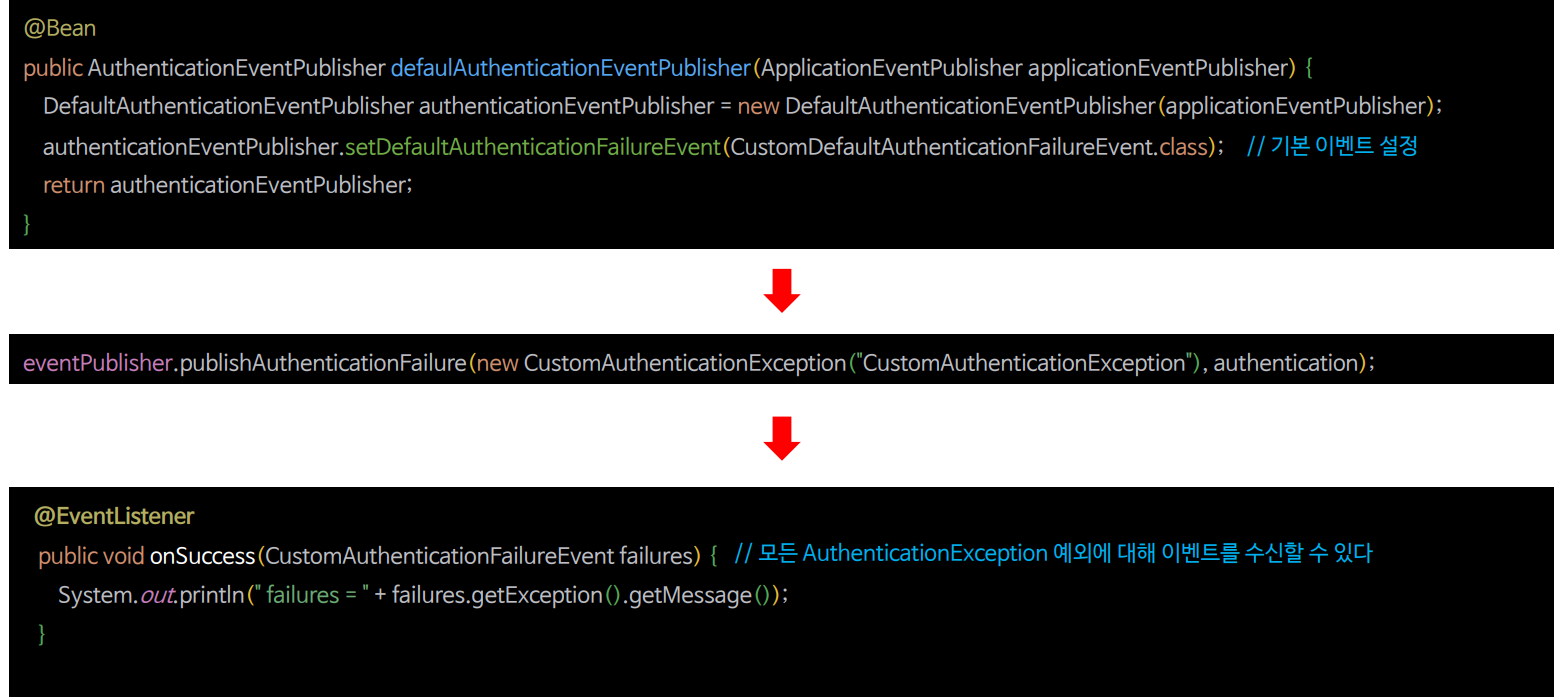 @Bean
public AuthenticationEventPublisher defaulAuthenticationEventPublisher(ApplicationEventPublisher applicationEventPublisher) {
DefaultAuthenticationEventPublisher authenticationEventPublisher = new DefaultAuthenticationEventPublisher(applicationEventPublisher);
authenticationEventPublisher.setDefaultAuthenticationFailureEvent(CustomDefaultAuthenticationFailureEvent.class); // 기본 이벤트 설정
return authenticationEventPublisher;
}
eventPublisher.publishAuthenticationFailure(new CustomAuthenticationException("CustomAuthenticationException"), authentication);
@EventListener
public void onSuccess(CustomAuthenticationFailureEvent failures) { // 모든 AuthenticationException 예외에 대해 이벤트를 수신할 수 있다
System.out.println(" failures = " + failures.getException().getMessage());
}